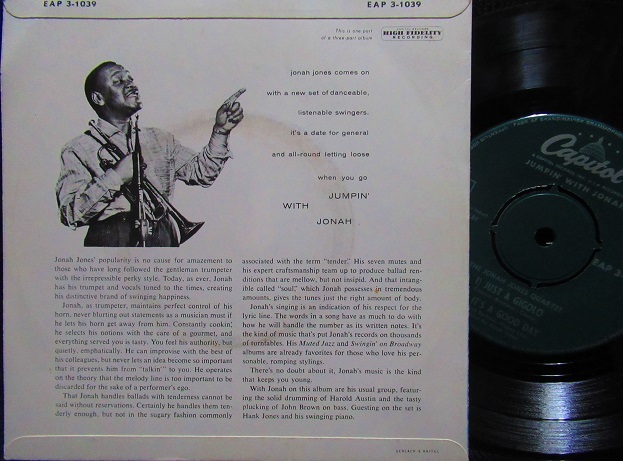 EAP 3-1039
EAP 3-1039
This is one part
of a three-part album
HIGH FIDELITY
RECORDING
jonah jones comes on
with a new set of danceable,
listenable swingers.
it's a date for general
and all-round letting loose
when you go
JUMPIN'
WITH
JONAH
Jonah Jones' popularity is no cause for amazement to
those who have long followed the gentleman trumpeter
with the irrepressible perky style. Today, as ever, Jonah
has his trumpet and vocals tuned to the times, creating
his distinctive brand of swinging happiness.
Jonah, as trumpeter, maintains perfect control of his
horn, never blurting out statements as a musician must if
he lets his horn get away from him. Constantly cookin',
he selects his notions with the care of a gourmet, and
everything served you is tasty. You feel his authority, but
quietly, emphatically. He can improvise with the best of
his colleagues, but never lets an idea become so important
that it prevents him from "talkin'" to you. He operates
on the theory that the melody line is too important to be
discarded for the sake of a performer's ego.
That Jonah handles ballads with tenderness cannot be
said without reservations. Certainly he handles them ten-
derly enough, but not in the sugary fashion commonly
associated with the term "tender." His seven mutes and
his expert craftsmanship team up to produce ballad ren-
ditions that are mellow, but not insipid. And that intang-
ible called "soul," which Jonah possesses in tremendous
amounts, gives the tunes just the right amount of body.
Jonah's singing is an indication of his respect for the
lyric line. The words in a song have as much to do with
how he will handle the number as its written notes. It's
the kind of music that's put Jonah's records on thousands
of turntables. His Muted Jazz and Swingin' on Broadway
albums are already favorites for those who love his per-
sonable, romping stylings.
There's no doubt about it, Jonah's music is the kind
that keeps you young.
With Jonah on this album are his usual group, featur-
ing the solid drumming of Harold Austin and the tasty
plucking of John Brown on bass. Guesting on the set is
Hank Jones and his swinging piano.
Capitol
JUMPIN' WITH JONAH
EAP 3
JUST A GIGOLO